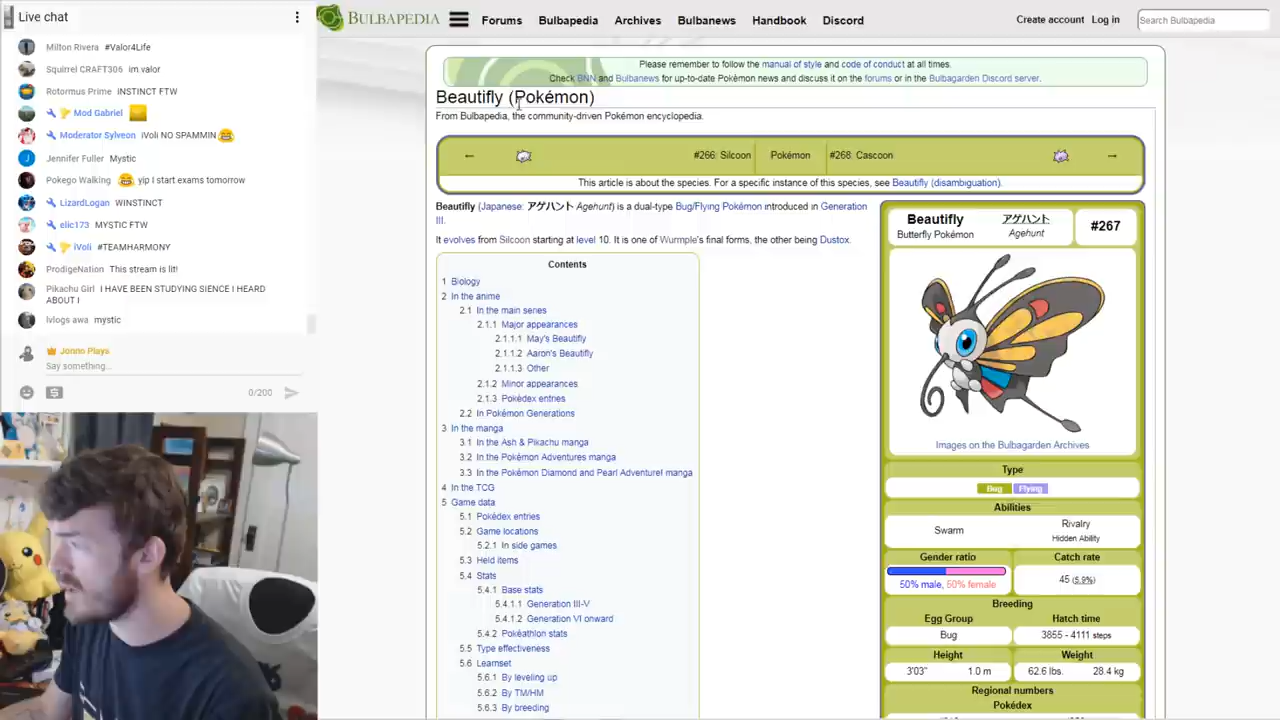 Live chat
Milton Rivera #Valor4Life
Squirrel CRAFT306 im valor
Rotormus Prime iNSTINCT FTW
Mod Gabriel
Moderator Sylveon iVoli NO SPAMMIN
Jennifer Fuller Mystic
Pokego Walking yip I start exams tomorrow
LizardLogan WINSTINCT
elic173 MYSTIC FTW
iVoli #TEAMHARMONY
ProdigeNation This stream is lit!
Pikachu Girl I HAVE BEEN STUDYING SIENCE I HEARD
ABOUT I
lvlogs awa mystic
Jonno Plays
Say something...
0/200
BULBAPEDIA Forums Bulbapedia Archives Bulbanews Handbook Discord Create account Log in Search Bulbapedia
Please remember to follow the manual of style and code of conduct at all times.
Check BNN and Bulbanews for up-to-date Pokémon news and discuss it on the forums or in the Bulbagarden Discord server.
Beautifly (Pokémon)
From Bulbapedia, the community-driven Pokémon encyclopedia.
← #266: Silcoon Pokémon #268: Cascoon →
This article is about the species. For a specific instance of this species, see Beautifly (disambiguation).
Beautifly (Japanese: アゲハント Agehunt) is a dual-type Bug/Flying Pokémon introduced in Generation
III.
It evolves from Silcoon starting at level 10. It is one of Wurmple's final forms, the other being Dustox.
Contents
1 Biology
2 In the anime
2.1 In the main series
2.1.1 Major appearances
2.1.1.1 May's Beautifly
2.1.1.2 Aaron's Beautifly
2.1.1.3 Other
2.1.2 Minor appearances
2.1.3 Pokédex entries
2.2 In Pokémon Generations
3 In the manga
3.1 In the Ash & Pikachu manga
3.2 In the Pokémon Adventures manga
3.3 In the Pokémon Diamond and Pearl Adventure! manga
4 In the TCG
5 Game data
5.1 Pokédex entries
5.2 Game locations
5.2.1 In side games
5.3 Held items
5.4 Stats
5.4.1 Base stats
5.4.1.1 Generation III-V
5.4.1.2 Generation VI onward
5.4.2 Pokéathlon stats
5.5 Type effectiveness
5.6 Learnset
5.6.1 By leveling up
5.6.2 By TM/HM
5.6.3 By breeding
Beautifly アゲハント #267
Butterfly Pokémon Agehunt
Images on the Bulbagarden Archives
Type
Bug Flying
Abilities
Swarm Rivalry
Hidden Ability
Gender ratio Catch rate
50% male, 50% female 45 (5.9%)
Breeding
Egg Group Hatch time
Bug 3855 - 4111 steps
Height Weight
3'03" 1.0 m 62.6 lbs. 28.4 kg
Regional numbers
Pokédex